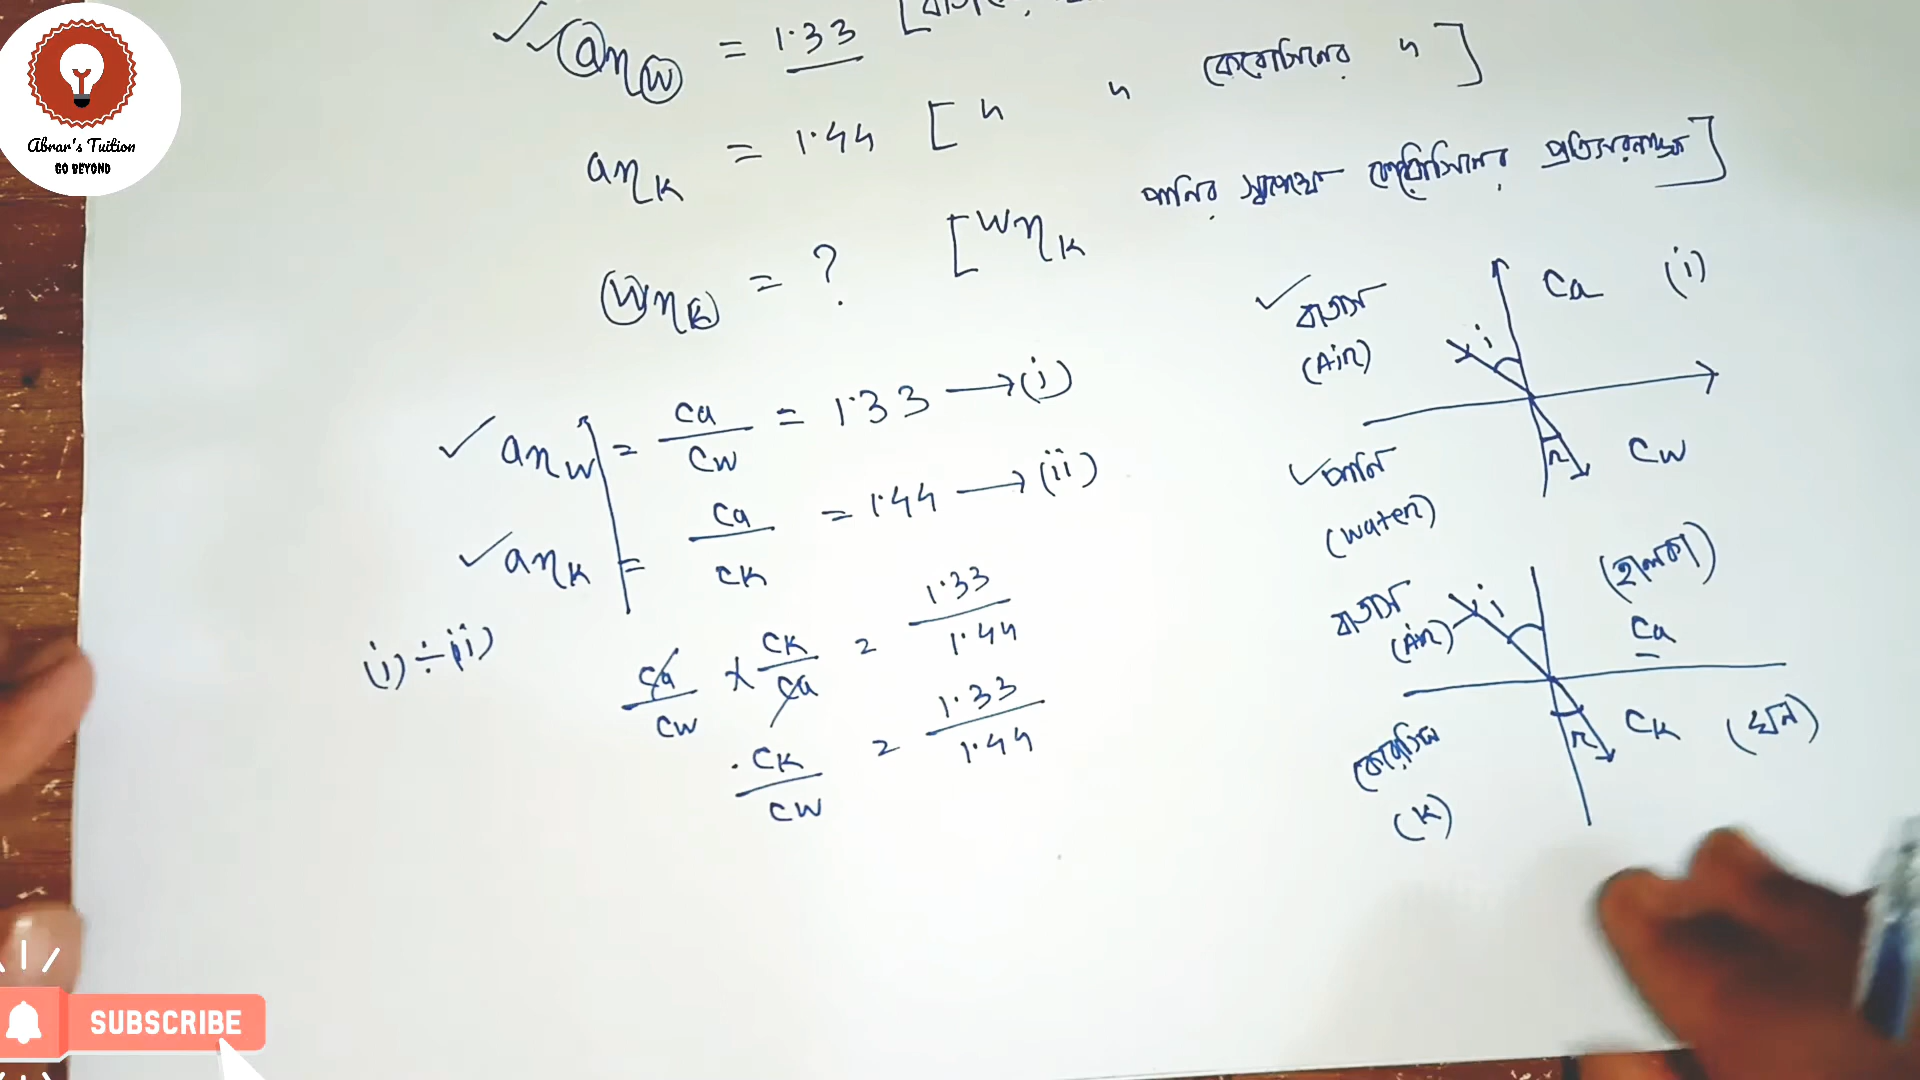 Abrar's Tuition
GO BEYOND
aηw = 1.33 [
aηk = 1.44 [ " " কেরোসিনের " ]
wηk = ? [ wηk পানির সাপেক্ষে কেরোসিনের প্রতিসরণাঙ্ক ]
aηw = ca/cw = 1.33 → (i)
aηk = ca/ck = 1.44 → (ii)
(i) ÷ (ii) ca/cw × ck/ca = 1.33/1.44
ck/cw = 1.33/1.44
বাতাস
(Air)
i
ca (i)
পানি
(water)
r
cw
বাতাস
(Air)
i
(হালকা)
ca
কেরোসিন
(K)
r
ck (ঘন)
SUBSCRIBE